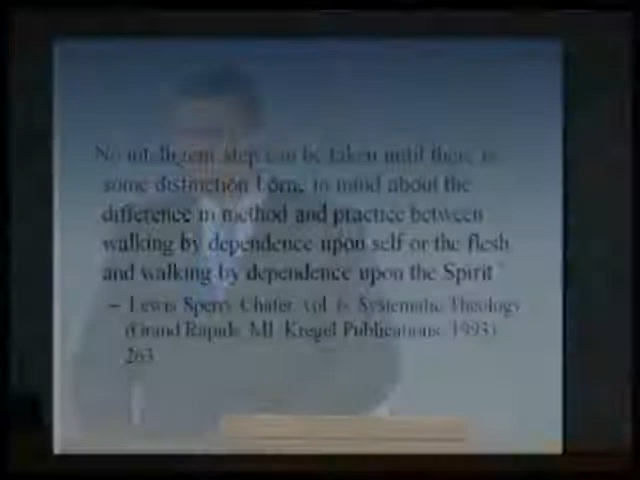 No intelligent step can be taken until there is
some distinction in mind about the
difference in method and practice between
walking by dependence upon self or the flesh
and walking by dependence upon the Spirit
– Lewis Sperry Chafer, vol. 6, Systematic Theology
(Grand Rapids, MI: Kregel Publications, 1993)
263